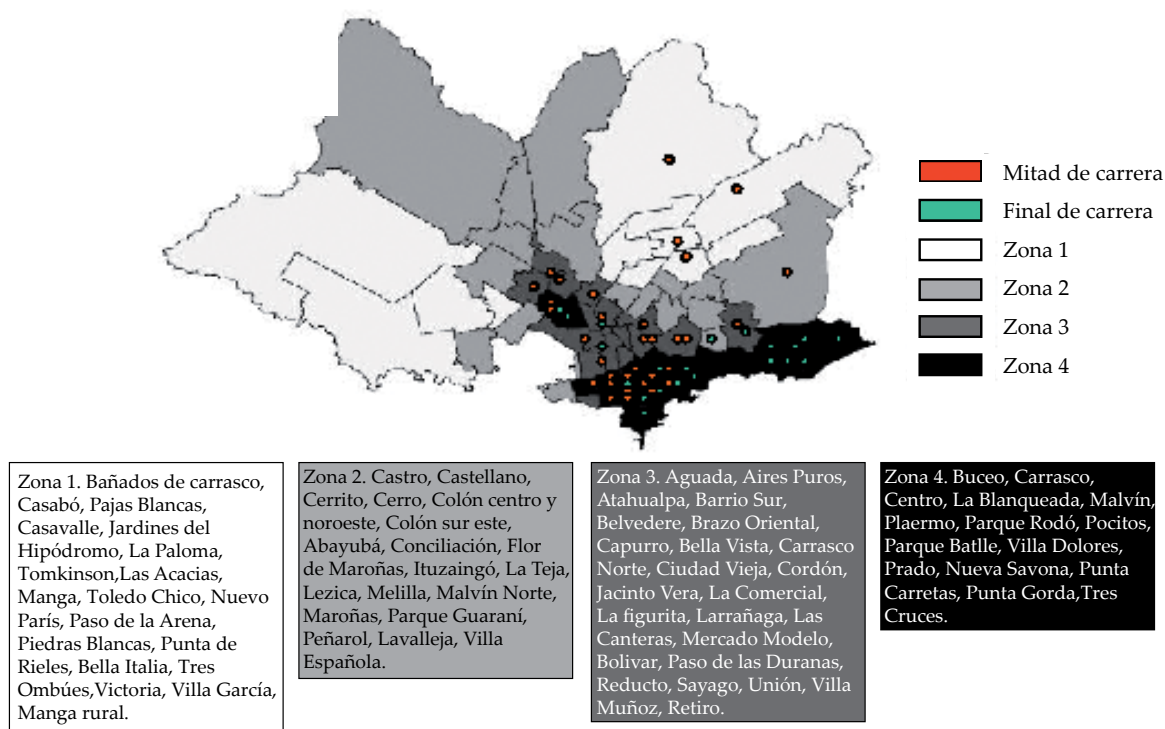 Mitad de carrera
Final de carrera
Zona 1
Zona 2
Zona 3
Zona 4
Zona 1. Bañados de carrasco,
Casabó, Pajas Blancas,
Casavalle, Jardines del
Hipódromo, La Paloma,
Tomkinson,Las Acacias,
Manga, Toledo Chico, Nuevo
París, Paso de la Arena,
Piedras Blancas, Punta de
Rieles, Bella Italia, Tres
Ombúes,Victoria, Villa García,
Manga rural.
Zona 2. Castro, Castellano,
Cerrito, Cerro, Colón centro y
noroeste, Colón sur este,
Abayubá, Conciliación, Flor
de Maroñas, Ituzaingó, La Teja,
Lezica, Melilla, Malvín Norte,
Maroñas, Parque Guaraní,
Peñarol, Lavalleja, Villa
Española.
Zona 3. Aguada, Aires Puros,
Atahualpa, Barrio Sur,
Belvedere, Brazo Oriental,
Capurro, Bella Vista, Carrasco
Norte, Ciudad Vieja, Cordón,
Jacinto Vera, La Comercial,
La figurita, Larrañaga, Las
Canteras, Mercado Modelo,
Bolivar, Paso de las Duranas,
Reducto, Sayago, Unión, Villa
Muñoz, Retiro.
Zona 4. Buceo, Carrasco,
Centro, La Blanqueada, Malvín,
Plaermo, Parque Rodó, Pocitos,
Parque Batlle, Villa Dolores,
Prado, Nueva Savona, Punta
Carretas, Punta Gorda,Tres
Cruces.